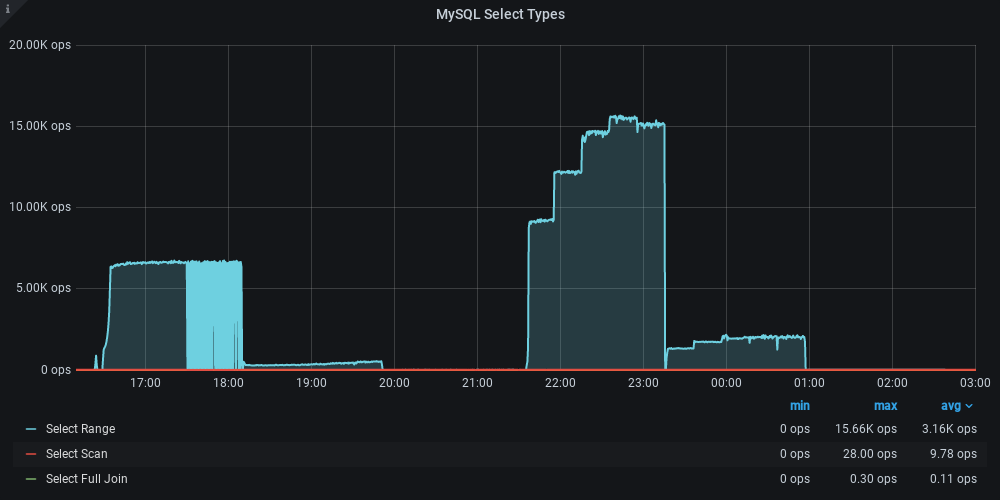 i
MySQL Select Types
20.00K ops
15.00K ops
10.00K ops
5.00K ops
0 ops
17:00 18:00 19:00 20:00 21:00 22:00 23:00 00:00 01:00 02:00 03:00
min max avg
Select Range 0 ops 15.66K ops 3.16K ops
Select Scan 0 ops 28.00 ops 9.78 ops
Select Full Join 0 ops 0.30 ops 0.11 ops